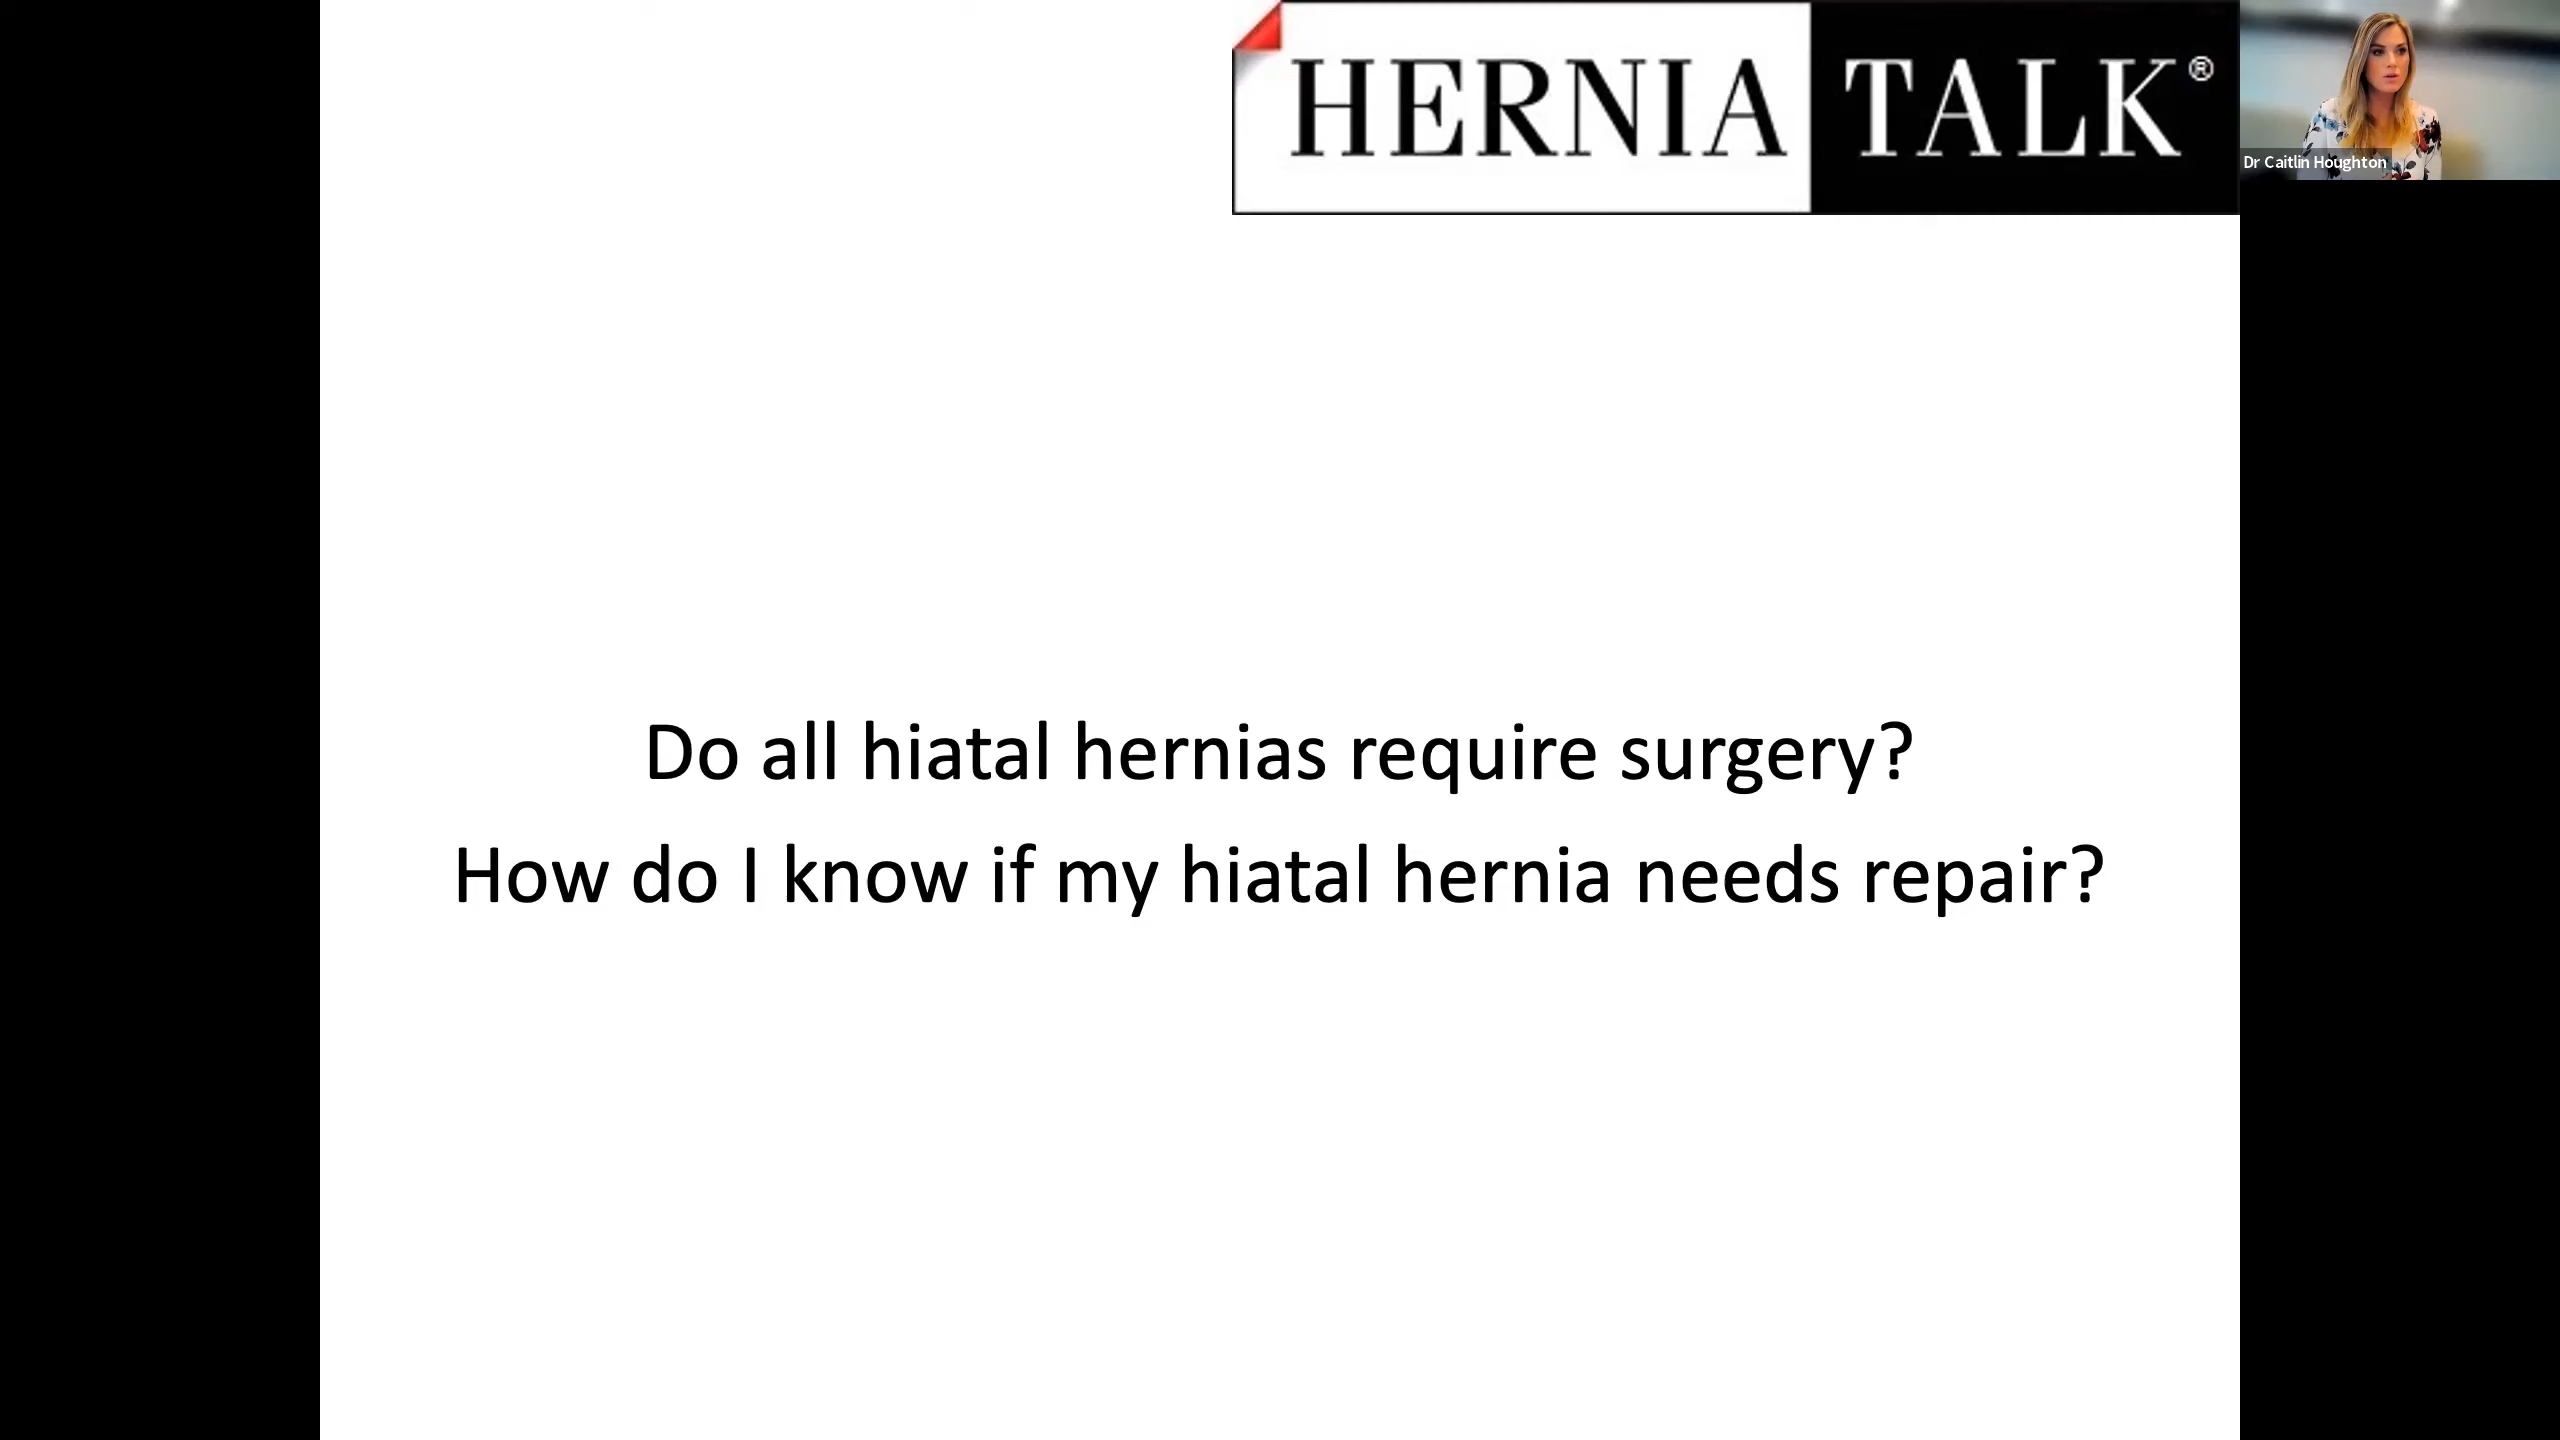 HERNIA TALK®
Dr Caitlin Houghton
Do all hiatal hernias require surgery?
How do I know if my hiatal hernia needs repair?